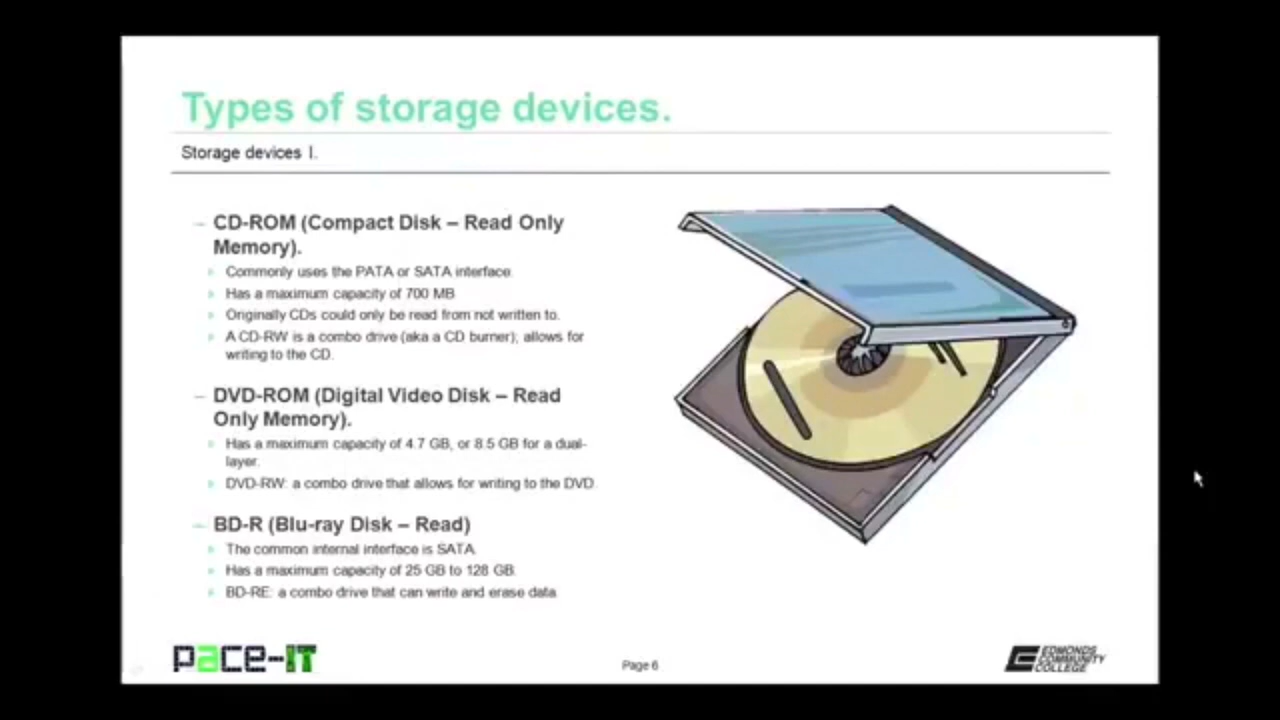 Types of storage devices.
Storage devices I.
– CD-ROM (Compact Disk – Read Only
Memory).
» Commonly uses the PATA or SATA interface.
» Has a maximum capacity of 700 MB
» Originally CDs could only be read from not written to.
» A CD-RW is a combo drive (aka a CD burner); allows for
writing to the CD.
– DVD-ROM (Digital Video Disk – Read
Only Memory).
» Has a maximum capacity of 4.7 GB, or 8.5 GB for a dual-
layer.
» DVD-RW: a combo drive that allows for writing to the DVD.
– BD-R (Blu-ray Disk – Read)
» The common internal interface is SATA.
» Has a maximum capacity of 25 GB to 128 GB.
» BD-RE: a combo drive that can write and erase data.
pace-IT
Page 6
EDMONDS
COMMUNITY
COLLEGE